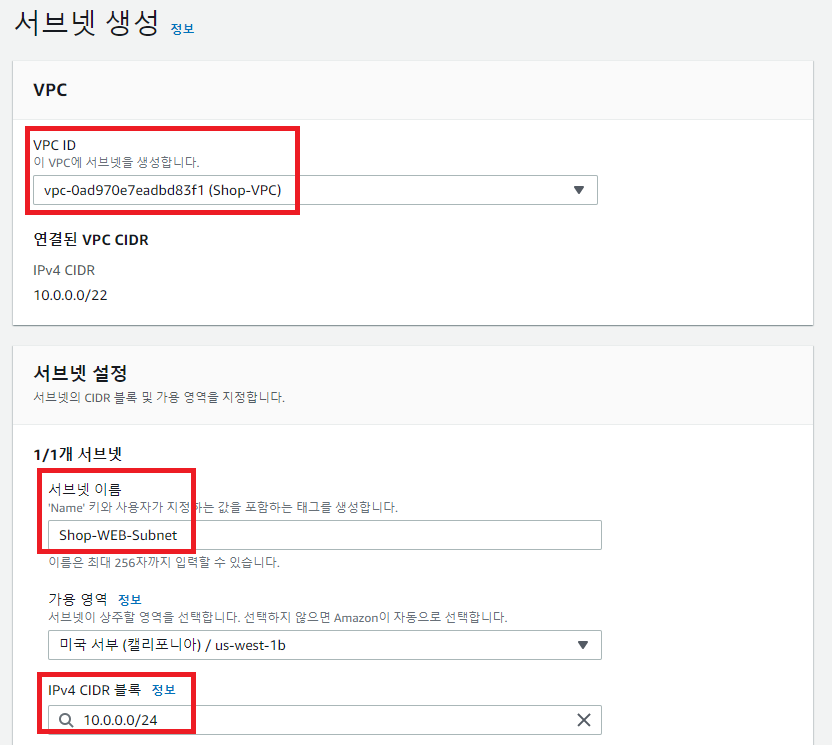 서브넷 생성 정보
VPC
VPC ID
이 VPC에 서브넷을 생성합니다.
vpc-0ad970e7eadbd83f1 (Shop-VPC)
연결된 VPC CIDR
IPv4 CIDR
10.0.0.0/22
서브넷 설정
서브넷의 CIDR 블록 및 가용 영역을 지정합니다.
1/1개 서브넷
서브넷 이름
'Name' 키와 사용자가 지정하는 값을 포함하는 태그를 생성합니다.
Shop-WEB-Subnet
이름은 최대 256자까지 입력할 수 있습니다.
가용 영역 정보
서브넷이 상주할 영역을 선택합니다. 선택하지 않으면 Amazon이 자동으로 선택합니다.
미국 서부 (캘리포니아) / us-west-1b
IPv4 CIDR 블록 정보
10.0.0.0/24